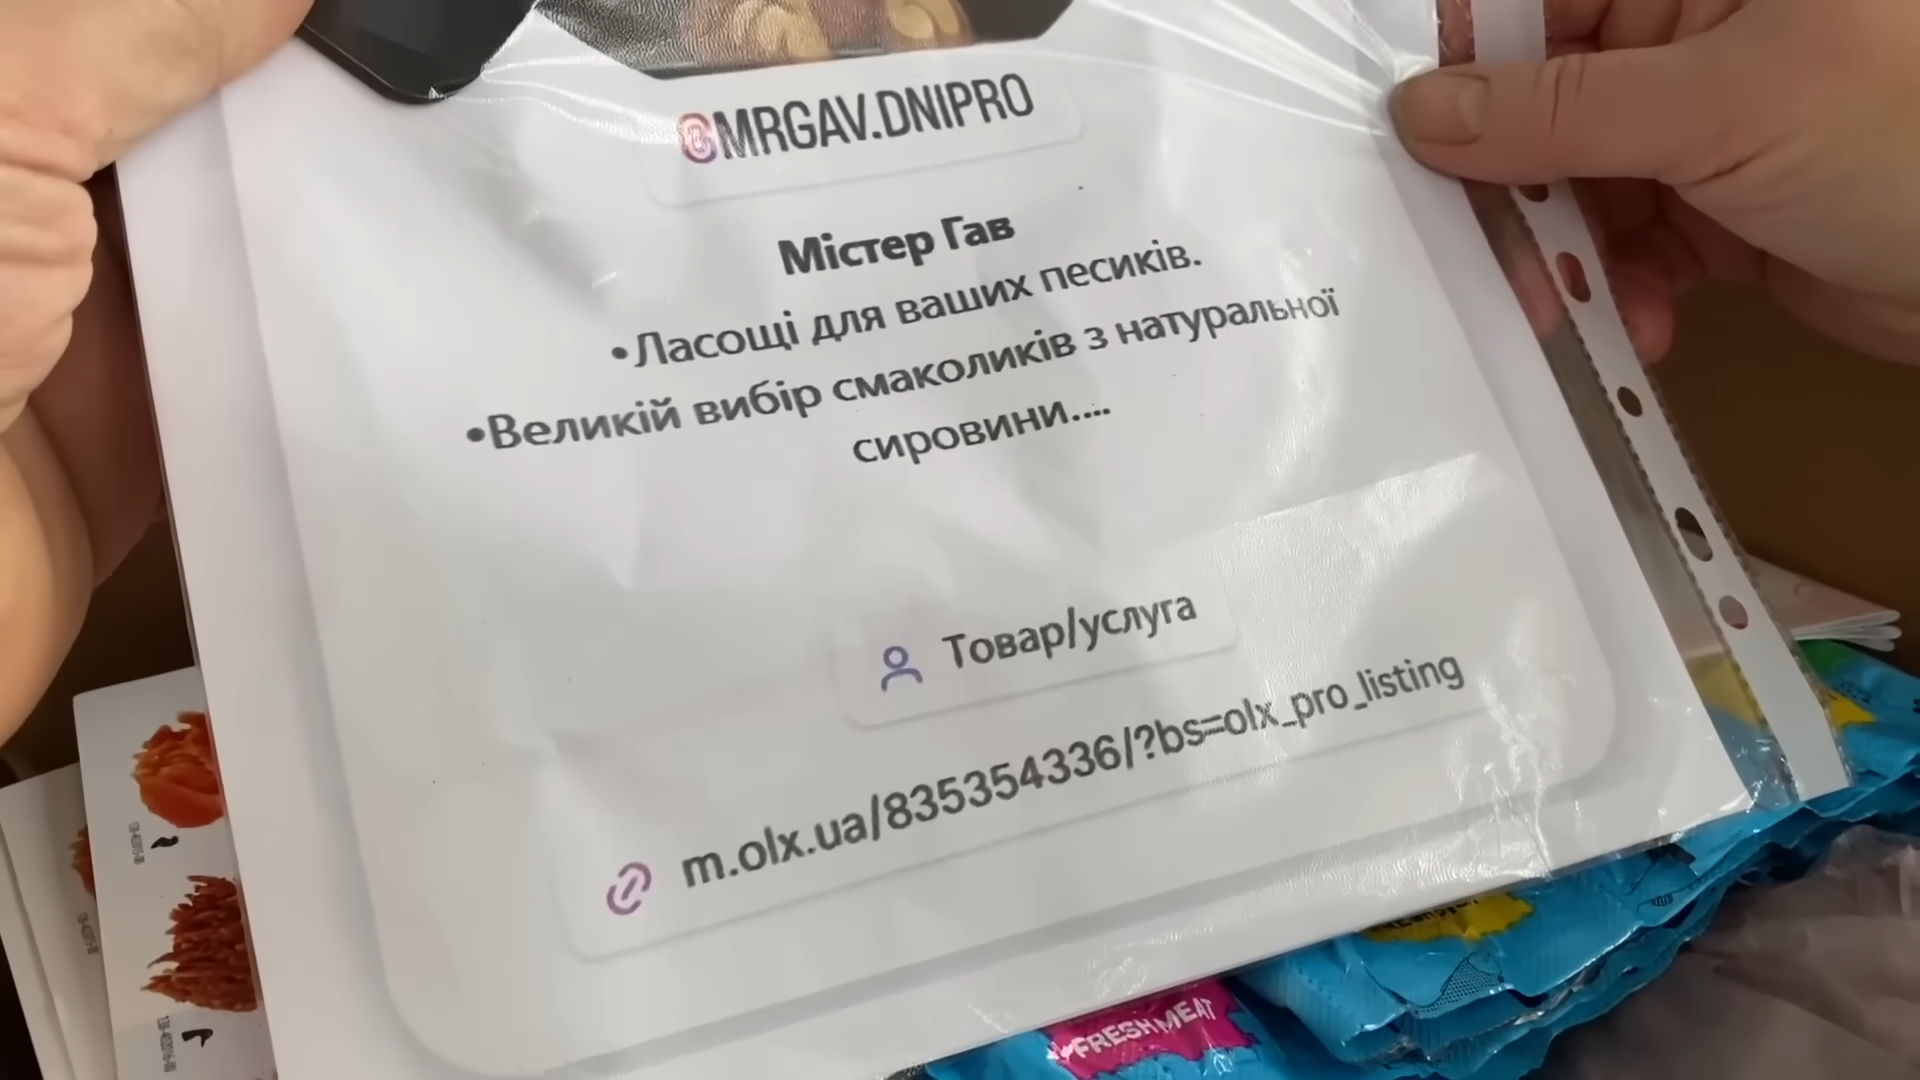 @MRGAV.DNIPRO
Містер Гав
•Ласощі для ваших песиків.
•Великій вибір смаколиків з натуральної
сировини....
Товар/услуга
m.olx.ua/835354336/?bs=olx_pro_listing
FRESH MEAT